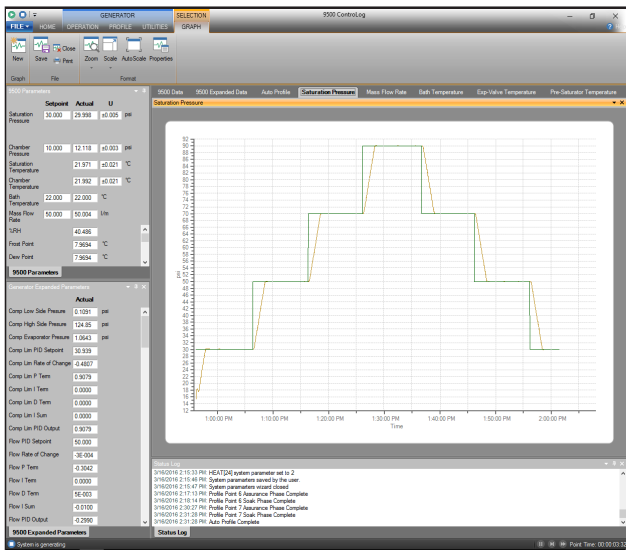 GENERATOR
SELECTION
9500 ControLog
FILE
HOME
OPERATION
PROFILE
UTILITIES
GRAPH
New
Save
Close
Print
Zoom
Scale
AutoScale
Properties
Graph
File
Format
9500 Parameters
9500 Data
9500 Expanded Data
Auto Profile
Saturation Pressure
Mass Flow Rate
Bath Temperature
Exp-Valve Temperature
Pre-Saturator Temperature
Saturation Pressure
Setpoint Actual U
Saturation Pressure 30.000 29.998 ±0.005 psi
Chamber Pressure 10.000 12.118 ±0.003 psi
Saturation Temperature 21.971 ±0.021 °C
Chamber Temperature 21.992 ±0.021 °C
Bath Temperature 22.000 22.000 °C
Mass Flow Rate 50.000 50.004 l/m
%RH 40.486
Frost Point 7.9694 °C
Dew Point 7.9694 °C
9500 Parameters
Generator Expanded Parameters
Actual
Comp Low Side Presure 0.1091 psi
Comp High Side Presure 124.85 psi
Comp Evaporator Presure 1.0643 psi
Comp Lim PID Setpoint 30.939
Comp Lim Rate of Change -0.4807
Comp Lim P Term 0.9079
Comp Lim I Term 0.0000
Comp Lim D Term 0.0000
Comp Lim I Sum 0.0000
Comp Lim PID Output 0.9079
Flow PID Setpoint 50.000
Flow Rate of Change -3E-004
Flow P Term -0.3042
Flow I Term 0.0000
Flow D Term 5E-003
Flow I Sum -0.0100
Flow PID Output -0.2990
9500 Expanded Parameters
92
90
88
86
84
82
80
78
76
74
72
70
68
66
64
62
60
58
56
54
52
50
48
46
44
42
40
38
36
34
32
30
28
26
24
22
20
18
16
14
12
psi
1:00:00 PM
1:10:00 PM
1:20:00 PM
1:30:00 PM
1:40:00 PM
1:50:00 PM
2:00:00 PM
Time
Status Log
3/16/2016 2:15:33 PM: HEAT[24] system parameter set to 2
3/16/2016 2:15:46 PM: System paramaters saved by the user.
3/16/2016 2:15:47 PM: System paramaters wizard closed
3/16/2016 2:17:13 PM: Profile Point 6 Assurance Phase Complete
3/16/2016 2:18:14 PM: Profile Point 6 Soak Phase Complete
3/16/2016 2:30:27 PM: Profile Point 7 Assurance Phase Complete
3/16/2016 2:31:28 PM: Profile Point 7 Soak Phase Complete
3/16/2016 2:31:28 PM: Auto Profile Complete
Status Log
System is generating
Point Time: 00:00:03:32